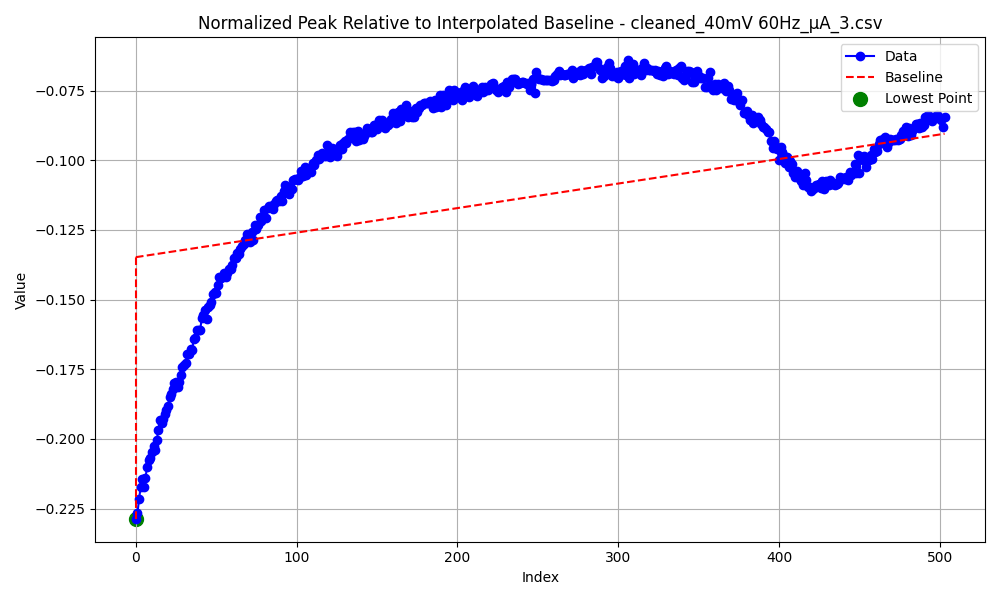 Normalized Peak Relative to Interpolated Baseline - cleaned_40mV 60Hz_µA_3.csv
Data
Baseline
Lowest Point
Value
−0.075
−0.100
−0.125
−0.150
−0.175
−0.200
−0.225
0 100 200 300 400 500
Index